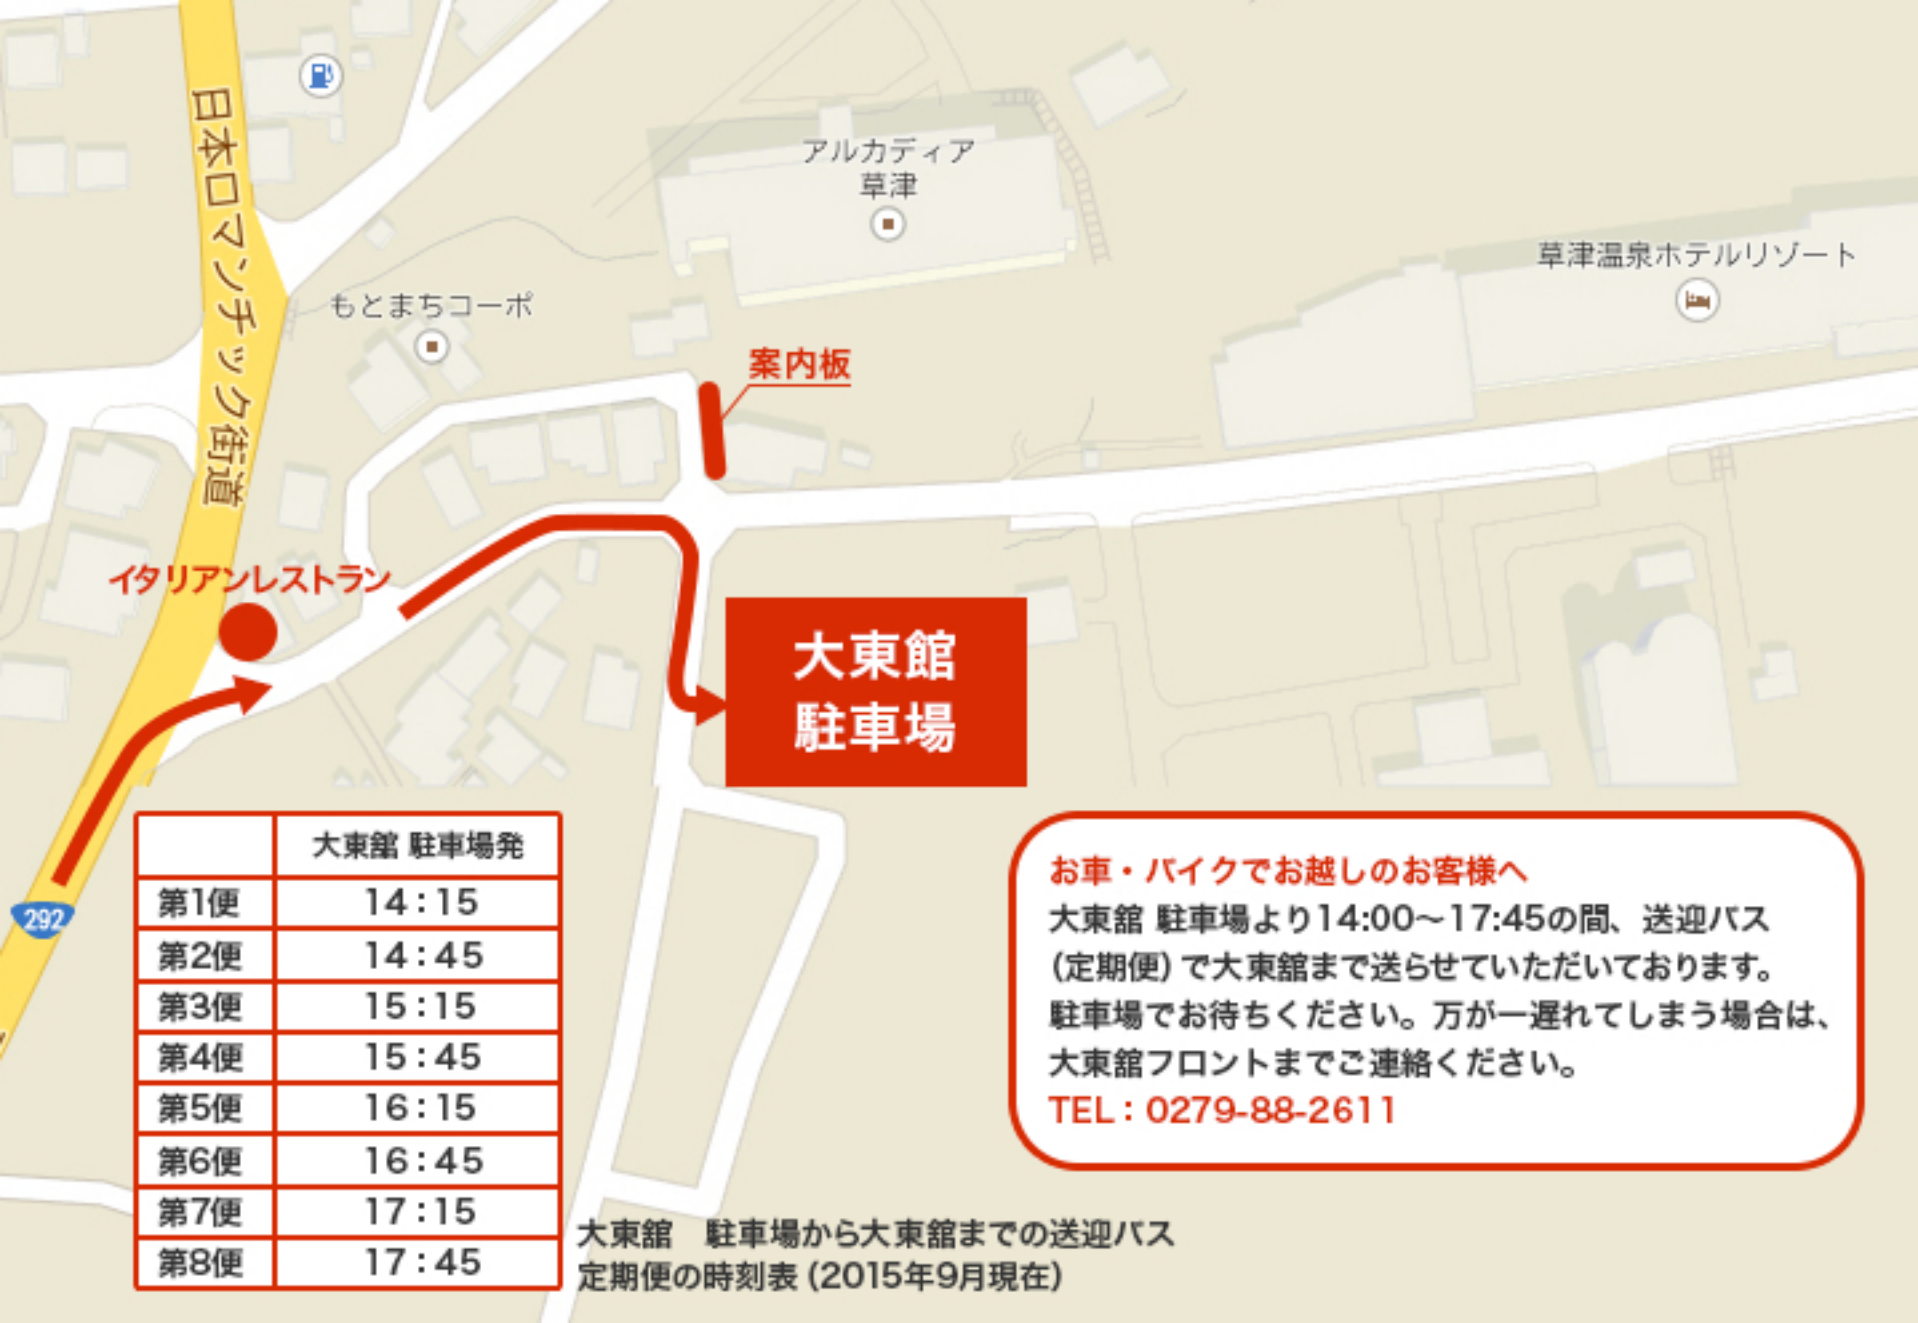 日本ロマンチック街道
アルカディア
草津
草津温泉ホテルリゾート
もとまちコーポ
案内板
イタリアンレストラン
大東館
駐車場
292
大東舘 駐車場発
第1便 14:15
第2便 14:45
第3便 15:15
第4便 15:45
第5便 16:15
第6便 16:45
第7便 17:15
第8便 17:45
大東舘　駐車場から大東舘までの送迎バス
定期便の時刻表 (2015年9月現在)
お車・バイクでお越しのお客様へ
大東舘 駐車場より14:00〜17:45の間、送迎バス
(定期便) で大東舘まで送らせていただいております。
駐車場でお待ちください。万が一遅れてしまう場合は、
大東舘フロントまでご連絡ください。
TEL : 0279-88-2611